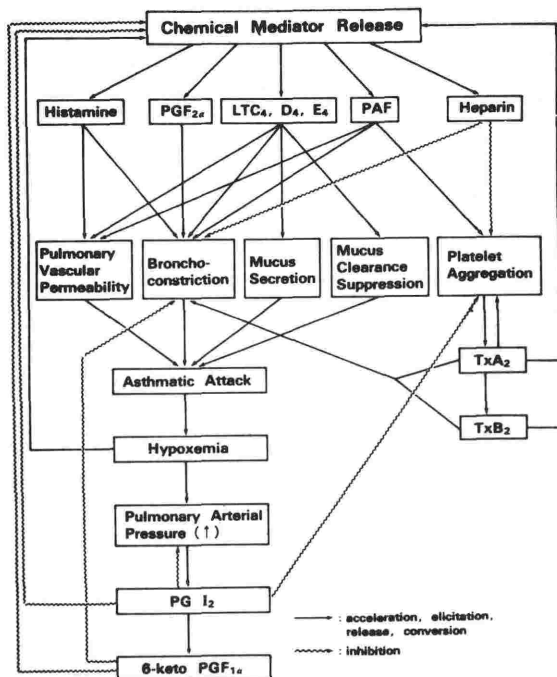 Chemical Mediator Release
Histamine
PGF₂α
LTC₄, D₄, E₄
PAF
Heparin
Pulmonary
Vascular
Permeability
Broncho-
constriction
Mucus
Secretion
Mucus
Clearance
Suppression
Platelet
Aggregation
TxA₂
Asthmatic Attack
TxB₂
Hypoxemia
Pulmonary Arterial
Pressure (↑)
PG I₂
: acceleration, elicitation,
release, conversion
: inhibition
6-keto PGF₁α